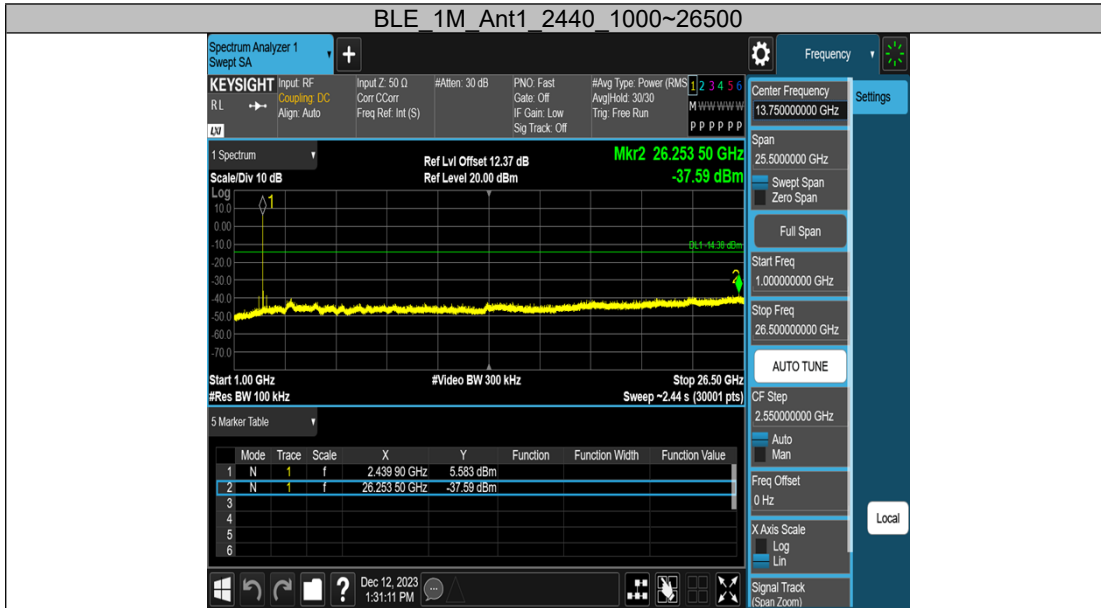 BLE_1M_Ant1_2440_1000~26500
Spectrum Analyzer 1
Swept SA
+
Frequency
KEYSIGHT
RL
LXI
Input: RF
Coupling: DC
Align: Auto
Input Z: 50 Ω
Corr CCorr
Freq Ref: Int (S)
#Atten: 30 dB
PNO: Fast
Gate: Off
IF Gain: Low
Sig Track: Off
#Avg Type: Power (RMS
Avg|Hold: 30/30
Trig: Free Run
1 2 3 4 5 6
M W W W W W
P P P P P P
1 Spectrum
Scale/Div 10 dB
Ref Lvl Offset 12.37 dB
Ref Level 20.00 dBm
Mkr2 26.253 50 GHz
-37.59 dBm
Log
10.0
0.00
-10.0
-20.0
-30.0
-40.0
-50.0
-60.0
-70.0
1
DL1 -14.38 dBm
2
Start 1.00 GHz
#Res BW 100 kHz
#Video BW 300 kHz
Stop 26.50 GHz
Sweep ~2.44 s (30001 pts)
5 Marker Table
Mode Trace Scale X Y Function Function Width Function Value
1 N 1 f 2.439 90 GHz 5.583 dBm
2 N 1 f 26.253 50 GHz -37.59 dBm
3
4
5
6
?
Dec 12, 2023
1:31:11 PM
Center Frequency
13.750000000 GHz
Settings
Span
25.5000000 GHz
Swept Span
Zero Span
Full Span
Start Freq
1.000000000 GHz
Stop Freq
26.500000000 GHz
AUTO TUNE
CF Step
2.550000000 GHz
Auto
Man
Freq Offset
0 Hz
X Axis Scale
Log
Lin
Local
Signal Track
(Span Zoom)